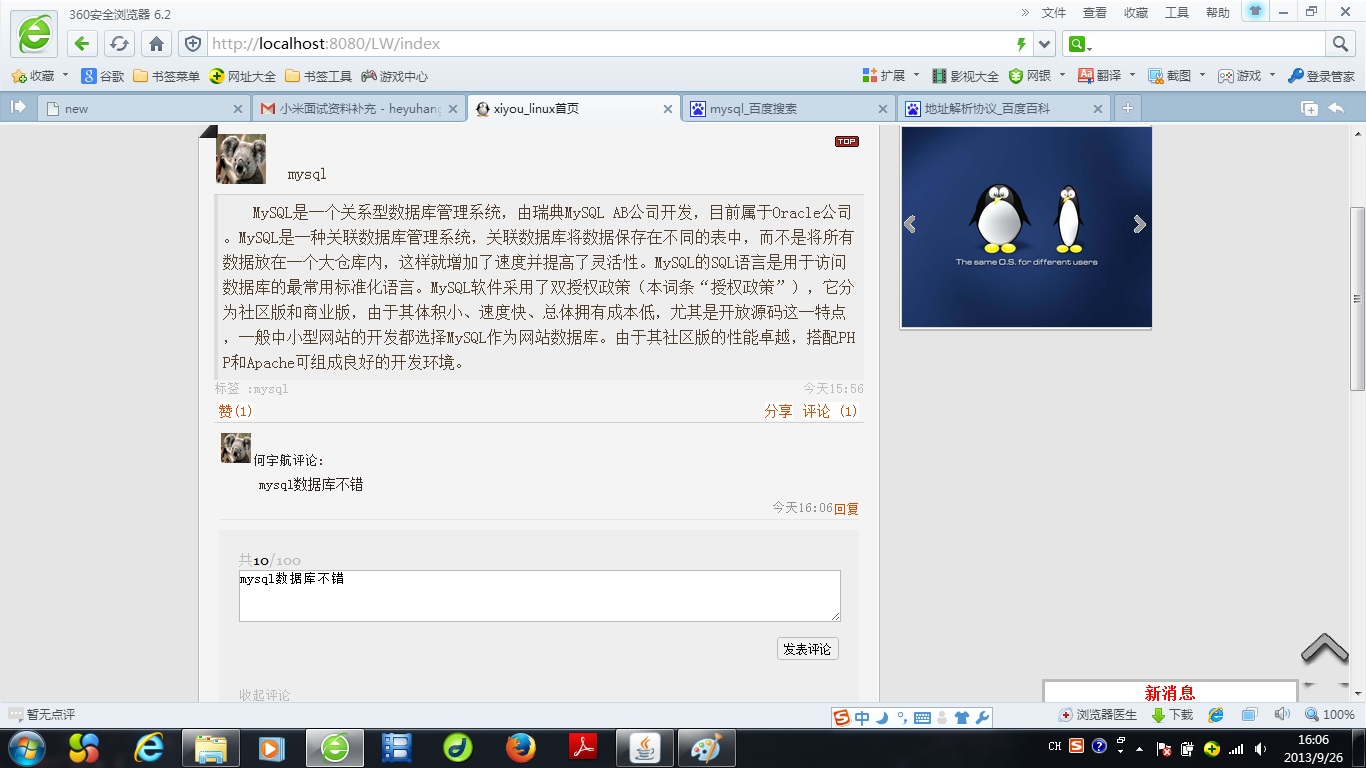 360安全浏览器 6.2
» 文件 查看 收藏 工具 帮助
http://localhost:8080/LW/index
收藏 谷歌 书签菜单 网址大全 书签工具 游戏中心 扩展 影视大全 网银 翻译 截图 游戏 登录管家
new 小米面试资料补充 - heyuhang xiyou_linux首页 mysql_百度搜索 地址解析协议_百度百科
TOP
mysql
MySQL是一个关系型数据库管理系统，由瑞典MySQL AB公司开发，目前属于Oracle公司
。MySQL是一种关联数据库管理系统，关联数据库将数据保存在不同的表中，而不是将所有
数据放在一个大仓库内，这样就增加了速度并提高了灵活性。MySQL的SQL语言是用于访问
数据库的最常用标准化语言。MySQL软件采用了双授权政策（本词条“授权政策”），它分
为社区版和商业版，由于其体积小、速度快、总体拥有成本低，尤其是开放源码这一特点
，一般中小型网站的开发都选择MySQL作为网站数据库。由于其社区版的性能卓越，搭配PH
P和Apache可组成良好的开发环境。
标签 :mysql 今天15:56
赞(1) 分享 评论 (1)
何宇航评论:
mysql数据库不错
今天16:06回复
共10/100
mysql数据库不错
发表评论
收起评论
The same O.S. for different users
新消息
暂无点评 中 浏览器医生 下载 100%
CH 16:06
2013/9/26